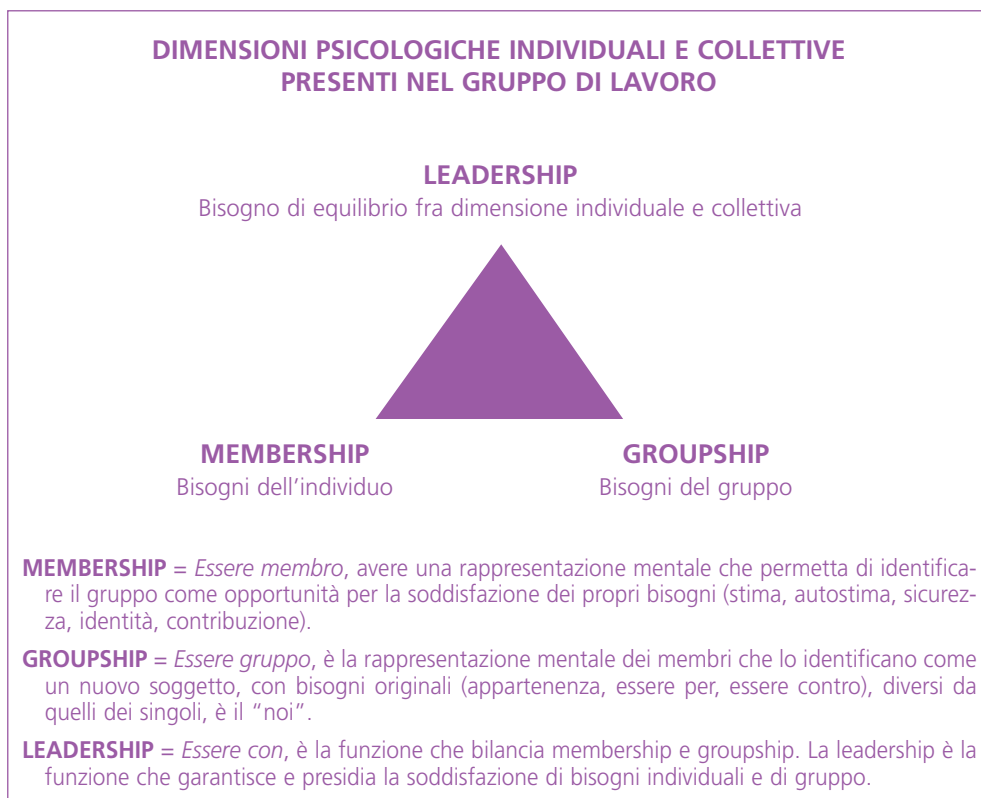 DIMENSIONI PSICOLOGICHE INDIVIDUALI E COLLETTIVE
PRESENTI NEL GRUPPO DI LAVORO
LEADERSHIP
Bisogno di equilibrio fra dimensione individuale e collettiva
MEMBERSHIP
Bisogni dell’individuo
GROUPSHIP
Bisogni del gruppo
MEMBERSHIP = Essere membro, avere una rappresentazione mentale che permetta di identifica-
re il gruppo come opportunità per la soddisfazione dei propri bisogni (stima, autostima, sicurez-
za, identità, contribuzione).
GROUPSHIP = Essere gruppo, è la rappresentazione mentale dei membri che lo identificano come
un nuovo soggetto, con bisogni originali (appartenenza, essere per, essere contro), diversi da
quelli dei singoli, è il “noi”.
LEADERSHIP = Essere con, è la funzione che bilancia membership e groupship. La leadership è la
funzione che garantisce e presidia la soddisfazione di bisogni individuali e di gruppo.